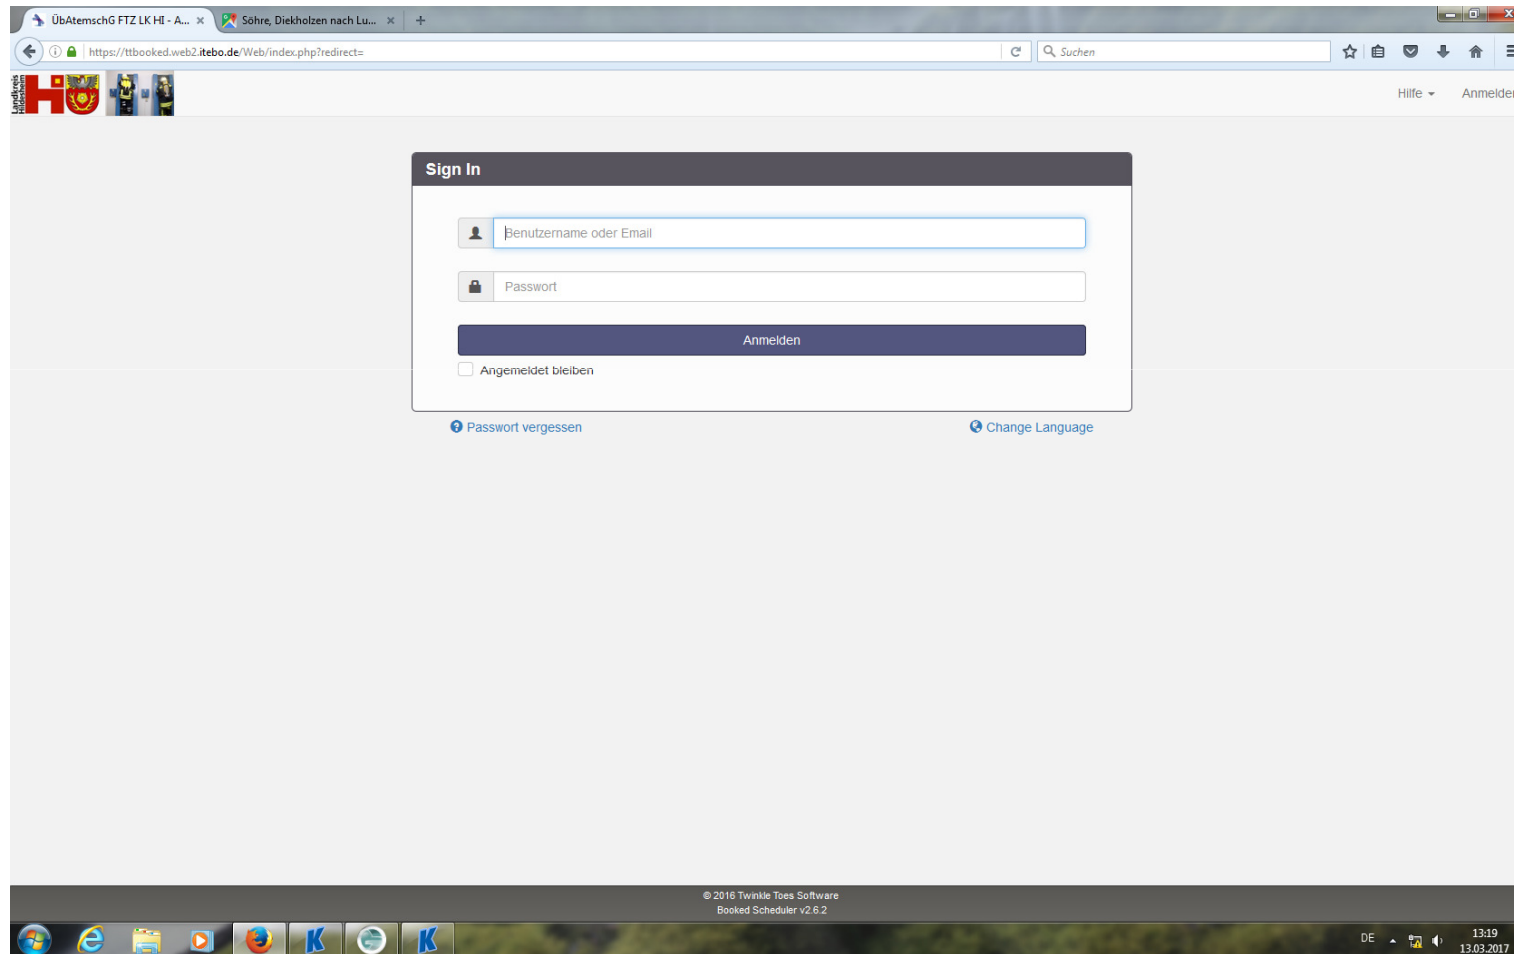 ÜbAtemschG FTZ LK HI - A... × Söhre, Diekholzen nach Lu... × +
https://ttbooked.web2.itebo.de/Web/index.php?redirect= Suchen
Landkreis
Hildesheim
Hilfe Anmelden
Sign In
Benutzername oder Email
Passwort
Anmelden
Angemeldet bleiben
Passwort vergessen Change Language
© 2016 Twinkle Toes Software
Booked Scheduler v2.6.2
DE 13:19
13.03.2017